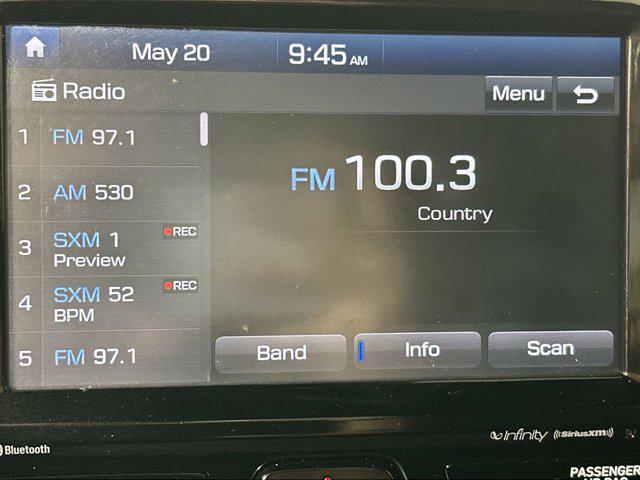 May 20
9:45 AM
Radio
Menu
1 FM 97.1
2 AM 530
3 SXM 1 REC
Preview
4 SXM 52 REC
BPM
5 FM 97.1
FM 100.3
Country
Band
Info
Scan
Infinity ((SiriusXM))
Bluetooth
PASSENGER
AIR BAG